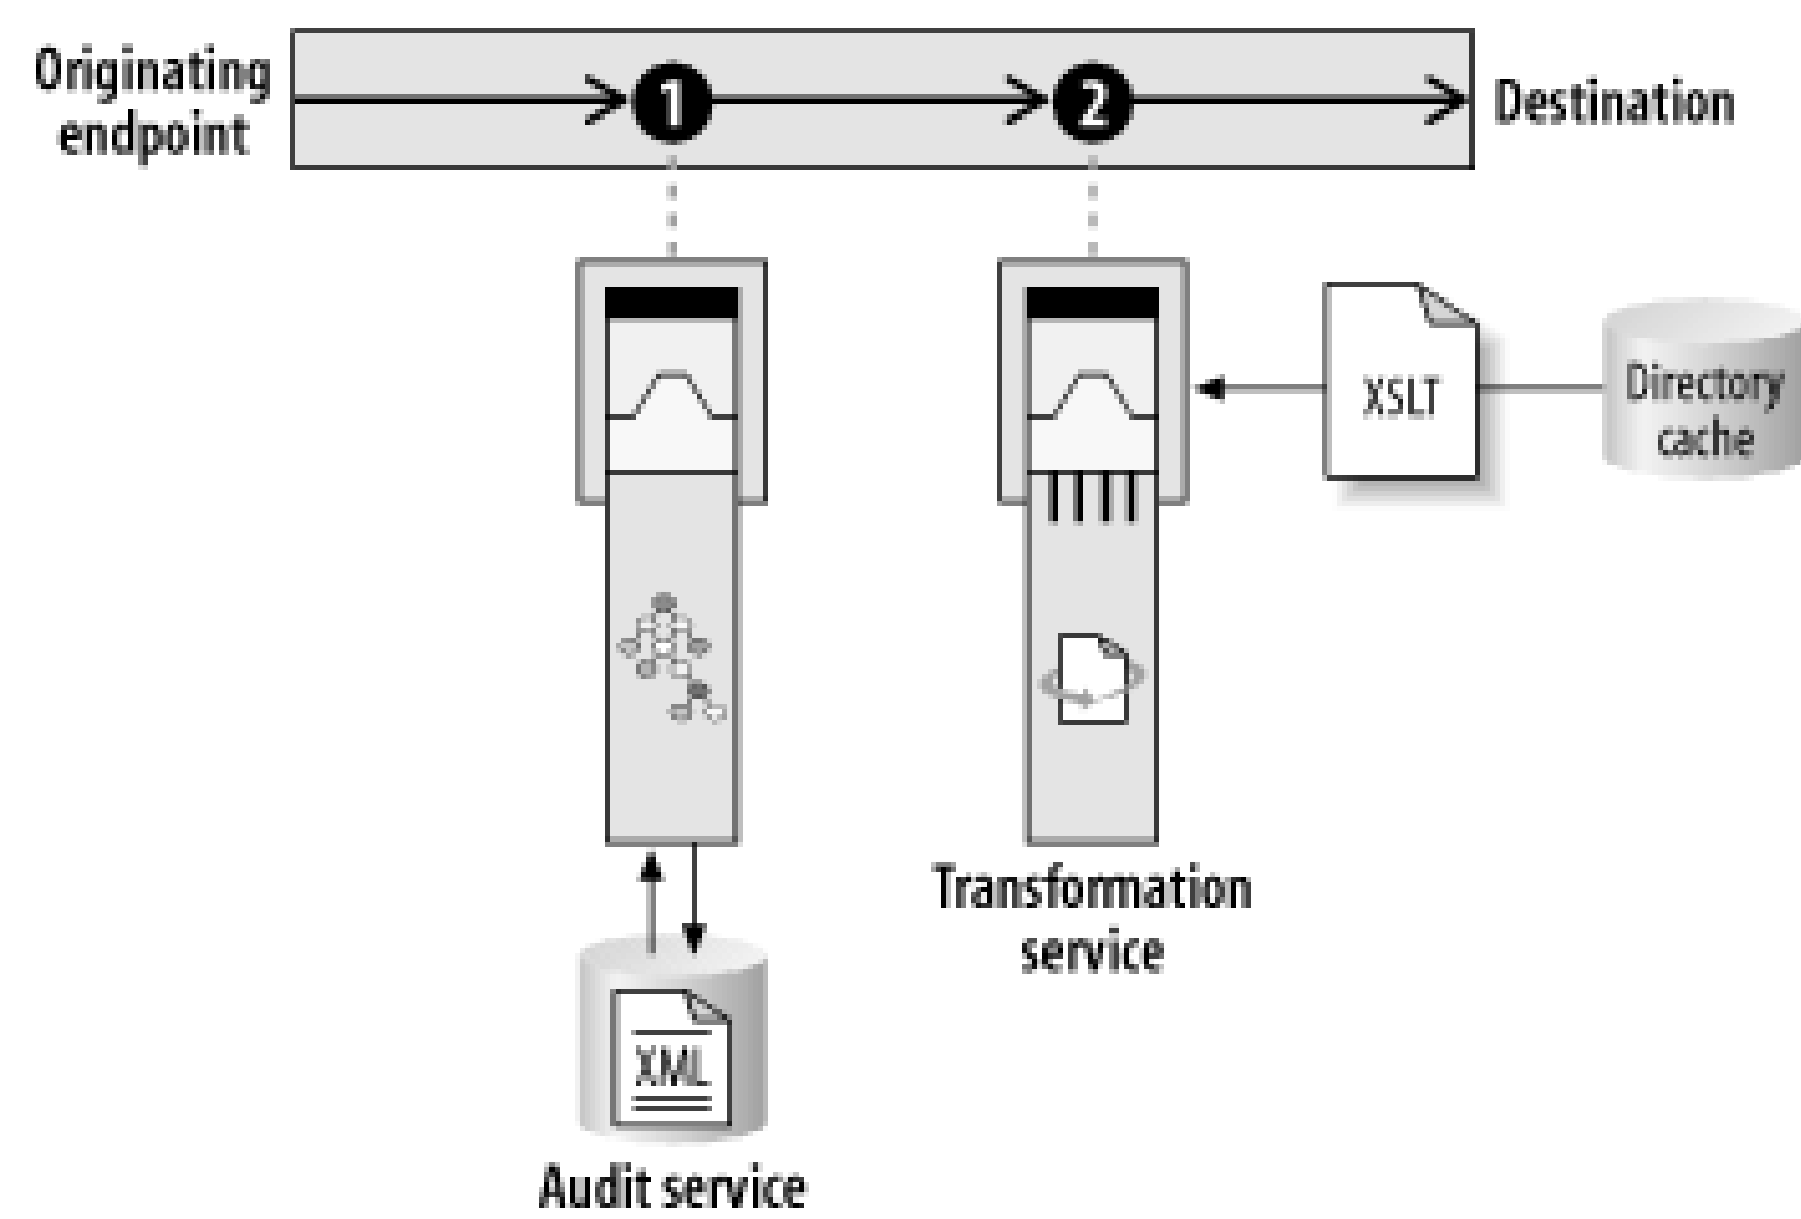 Originating
endpoint
1
2
Destination
XSLT
Directory
cache
Transformation
service
XML
Audit service